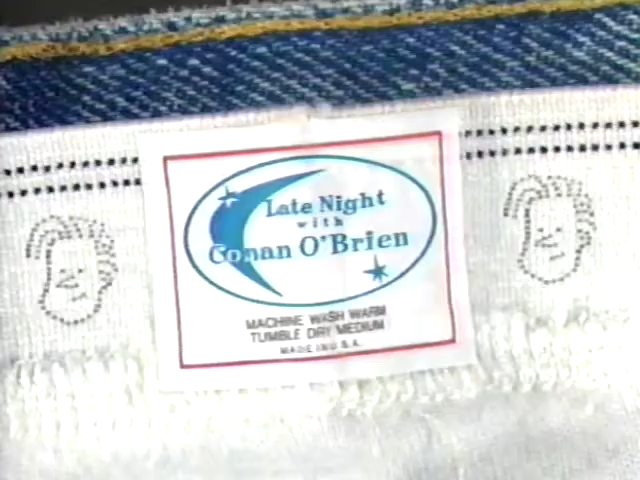 Late Night
with
Conan O'Brien
MACHINE WASH WARM
TUMBLE DRY MEDIUM
MADE IN U.S.A.